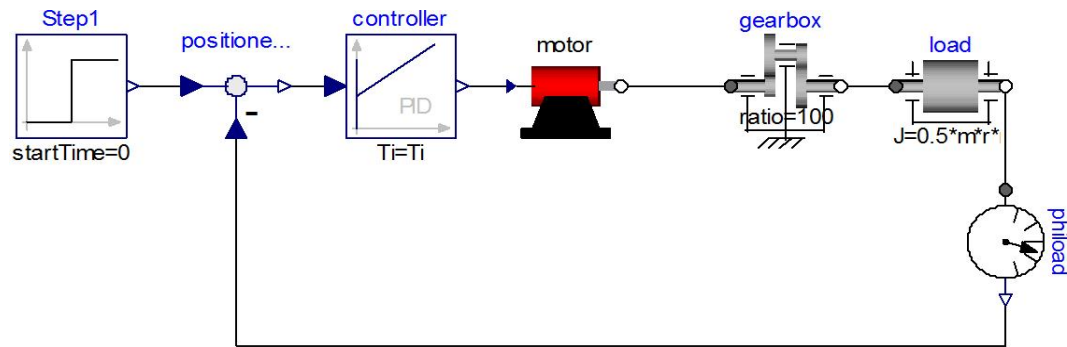 Step1
controller
positione...
motor
gearbox
load
PID
startTime=0
Ti=Ti
ratio=100
J=0.5*m*r*
phiload